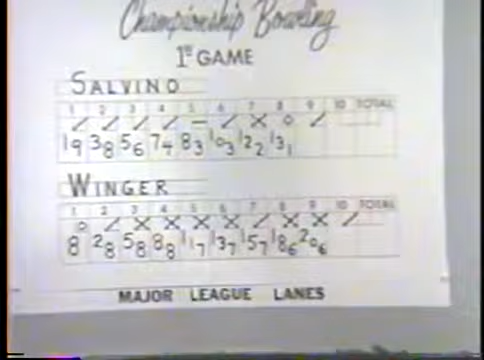 Championship Bowling
1st GAME
SALVINO
1 2 3 4 5 6 7 8 9 10 TOTAL
/ / / / – / X O /
19 38 56 74 83 103 122 131
WINGER
1 2 3 4 5 6 7 8 9 10 TOTAL
O / X X X X / X X /
8 28 58 88 117 137 157 186 206
MAJOR LEAGUE LANES